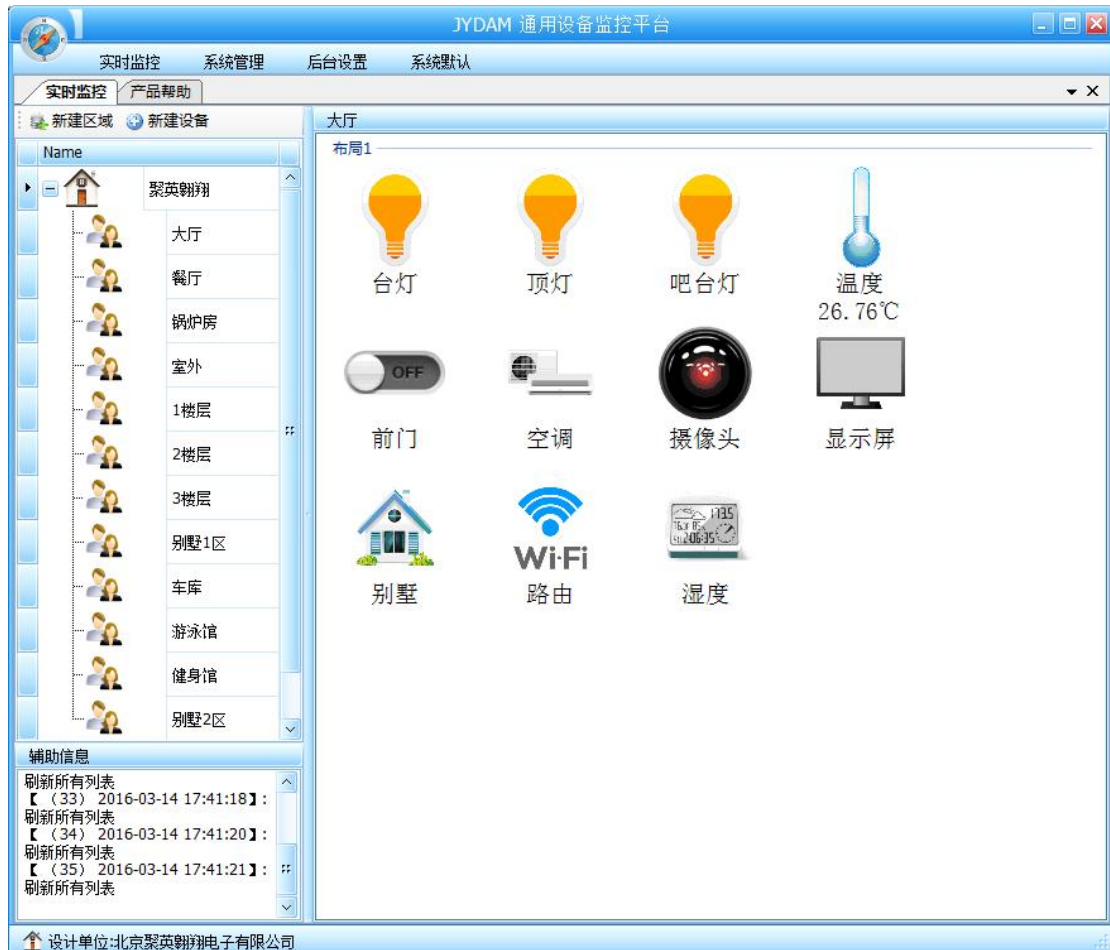 JYDAM 通用设备监控平台
实时监控 系统管理 后台设置 系统默认
实时监控 产品帮助
新建区域 新建设备
Name
聚英翱翔
大厅
餐厅
锅炉房
室外
1楼层
2楼层
3楼层
别墅1区
车库
游泳馆
健身馆
别墅2区
辅助信息
刷新所有列表
【 （33） 2016-03-14 17:41:18】:
刷新所有列表
【 （34） 2016-03-14 17:41:20】:
刷新所有列表
【 （35） 2016-03-14 17:41:21】:
刷新所有列表
大厅
布局1
台灯 顶灯 吧台灯 温度
26.76℃
OFF
前门 空调 摄像头 显示屏
Wi-Fi
别墅 路由 湿度
设计单位:北京聚英翱翔电子有限公司